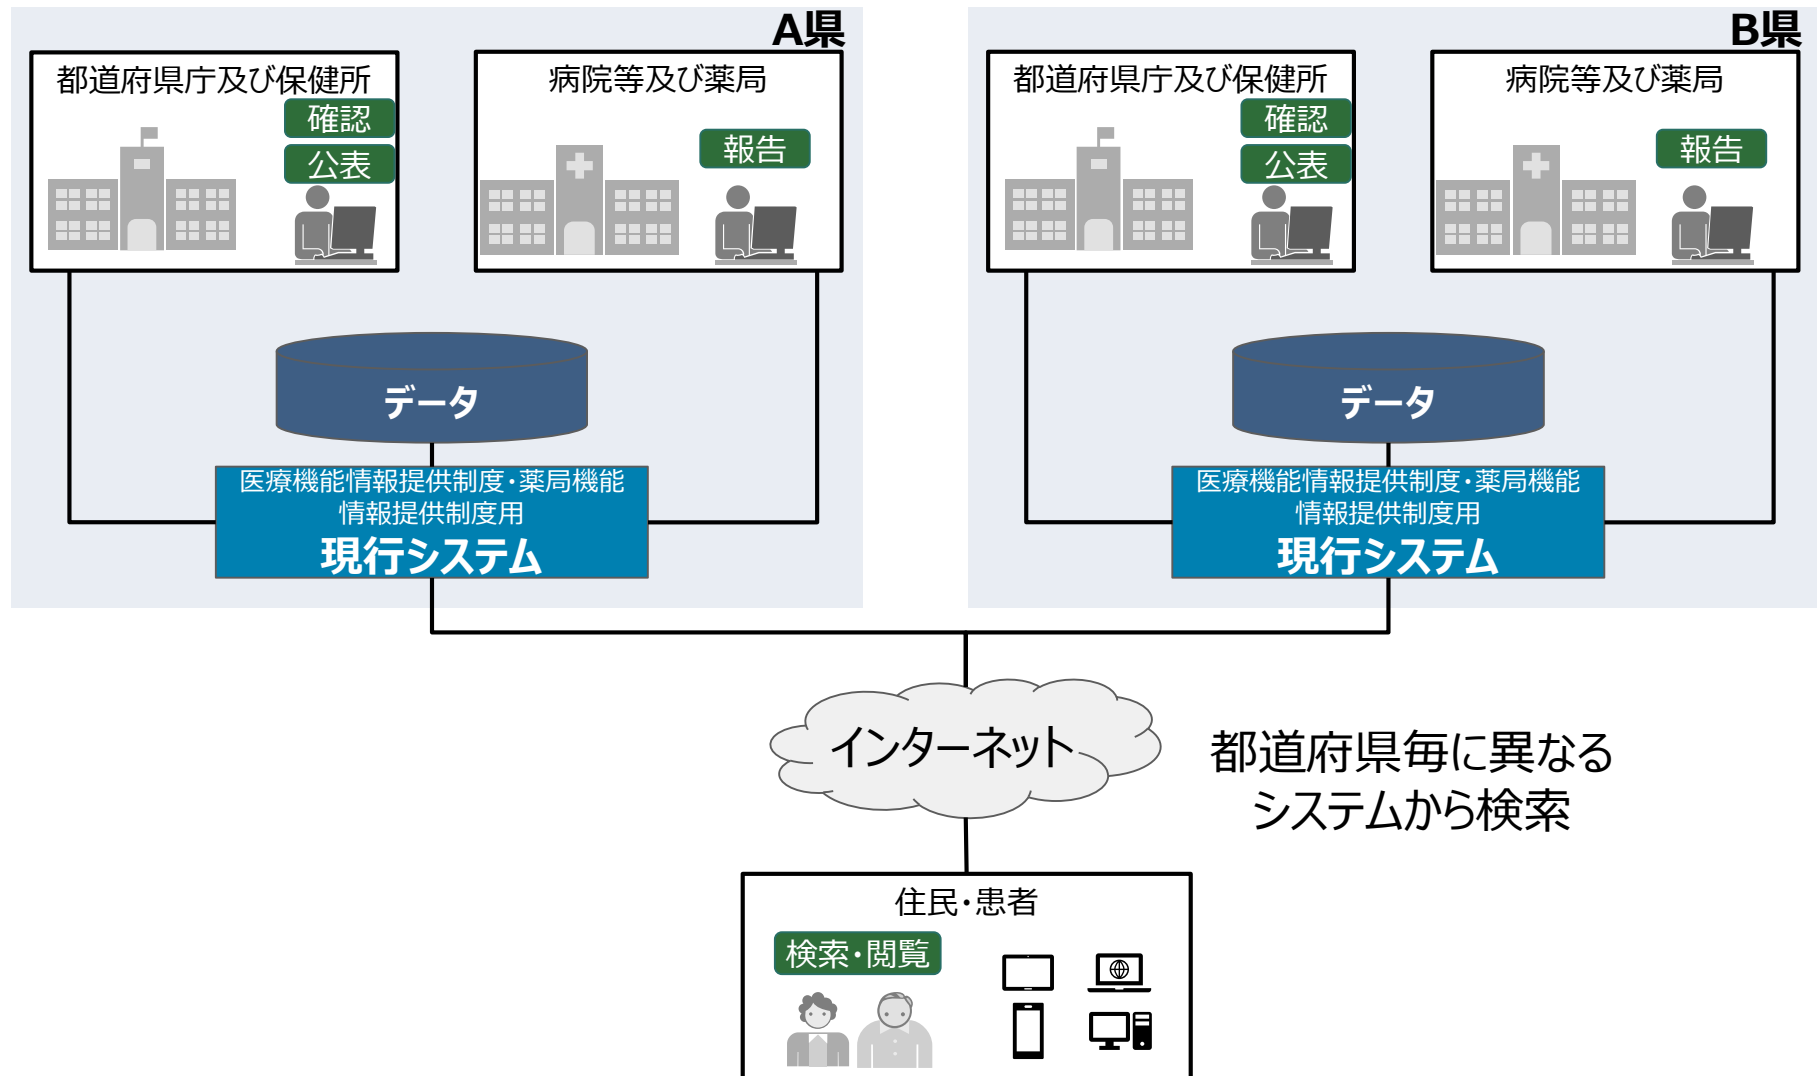 A県
都道府県庁及び保健所
確認
公表
病院等及び薬局
報告
データ
医療機能情報提供制度・薬局機能
情報提供制度用
現行システム
B県
都道府県庁及び保健所
確認
公表
病院等及び薬局
報告
データ
医療機能情報提供制度・薬局機能
情報提供制度用
現行システム
インターネット
都道府県毎に異なる
システムから検索
住民・患者
検索・閲覧